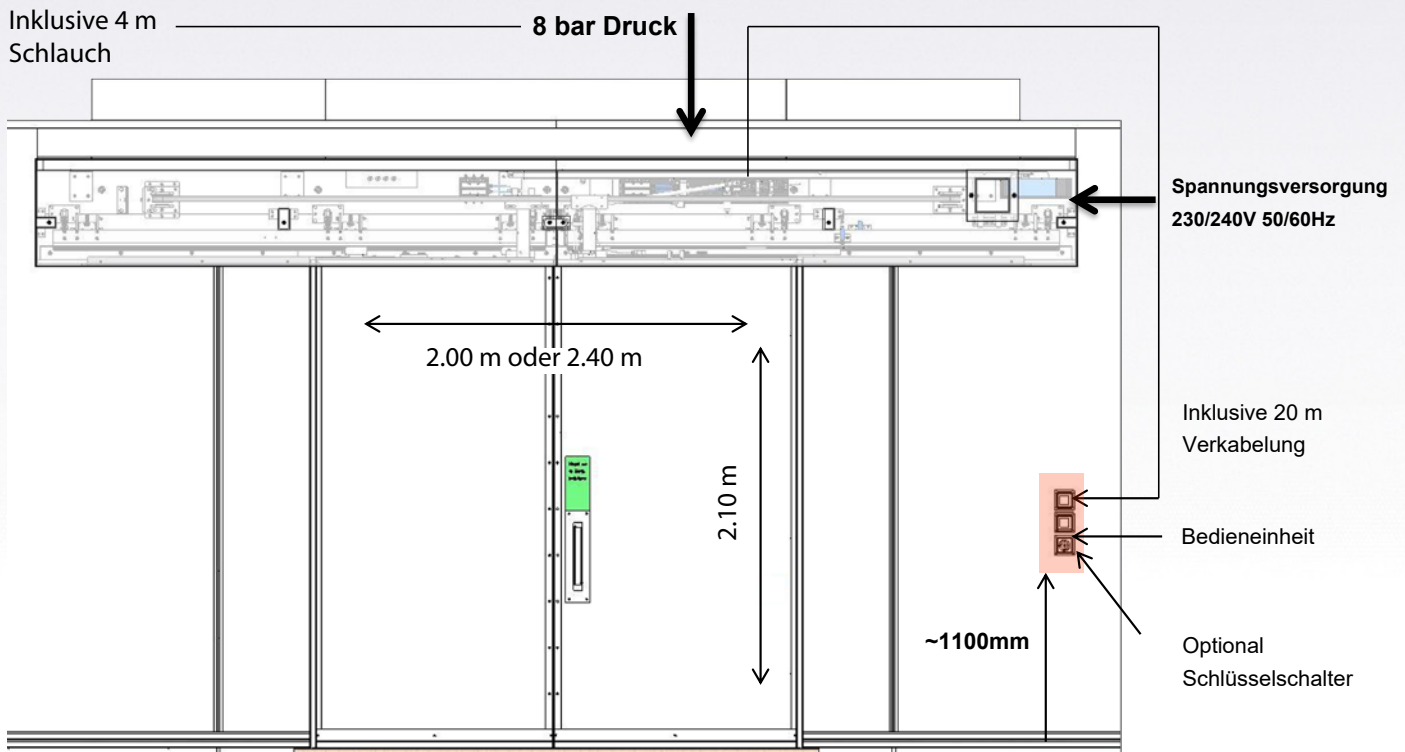 Inklusive 4 m
Schlauch
8 bar Druck
Spannungsversorgung
230/240V 50/60Hz
2.00 m oder 2.40 m
2.10 m
Inklusive 20 m
Verkabelung
Bedieneinheit
~1100mm
Optional
Schlüsselschalter